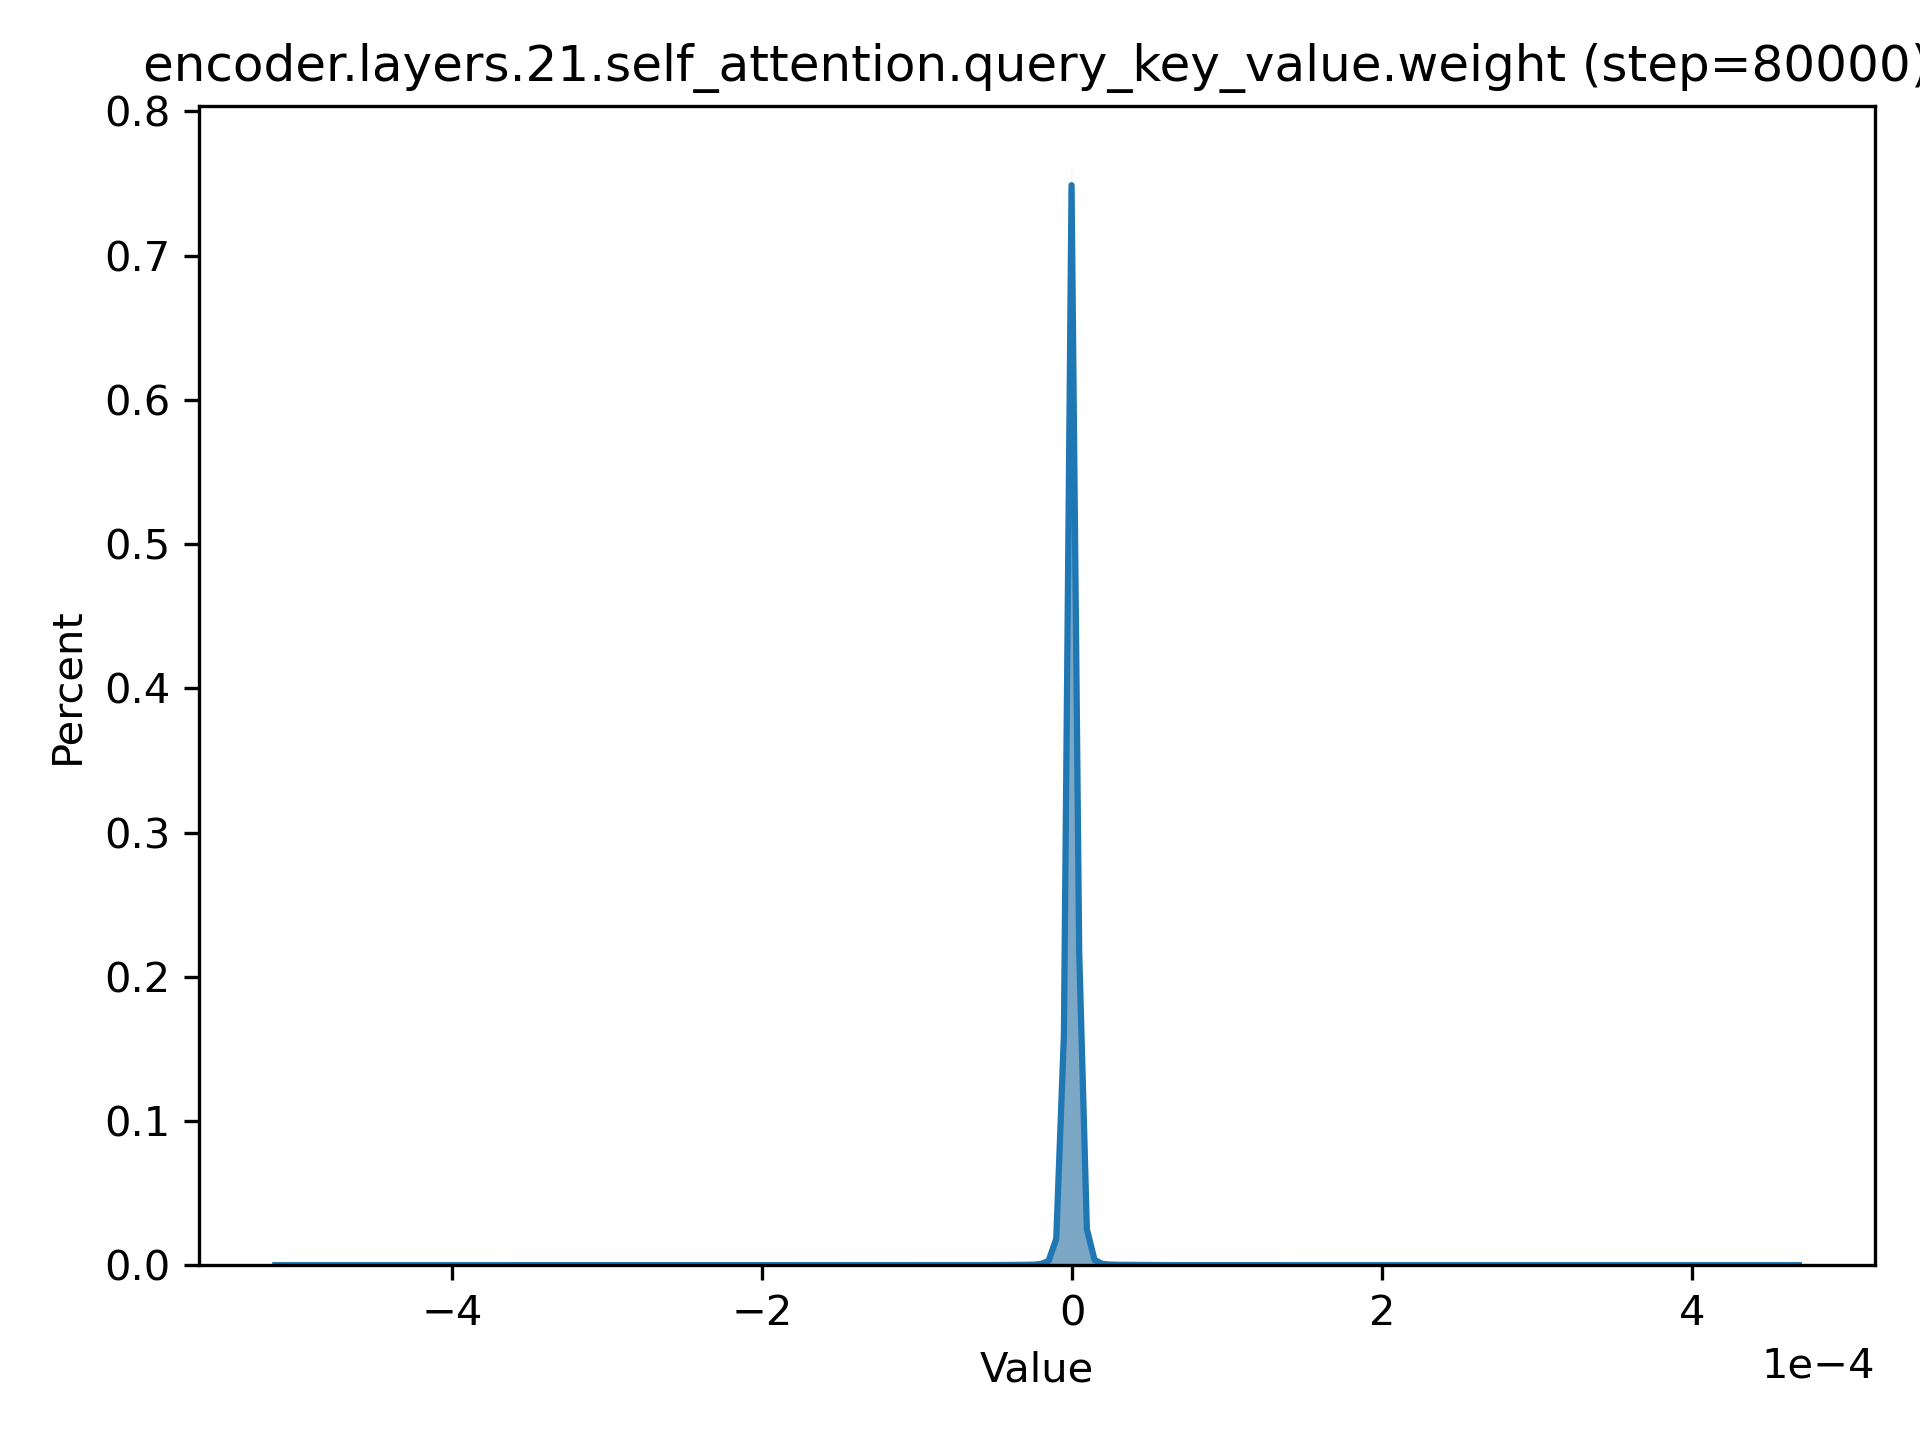 encoder.layers.21.self_attention.query_key_value.weight (step=80000)
0.8
0.7
0.6
0.5
0.4
0.3
0.2
0.1
0.0
Percent
−4 −2 0 2 4
Value
1e−4